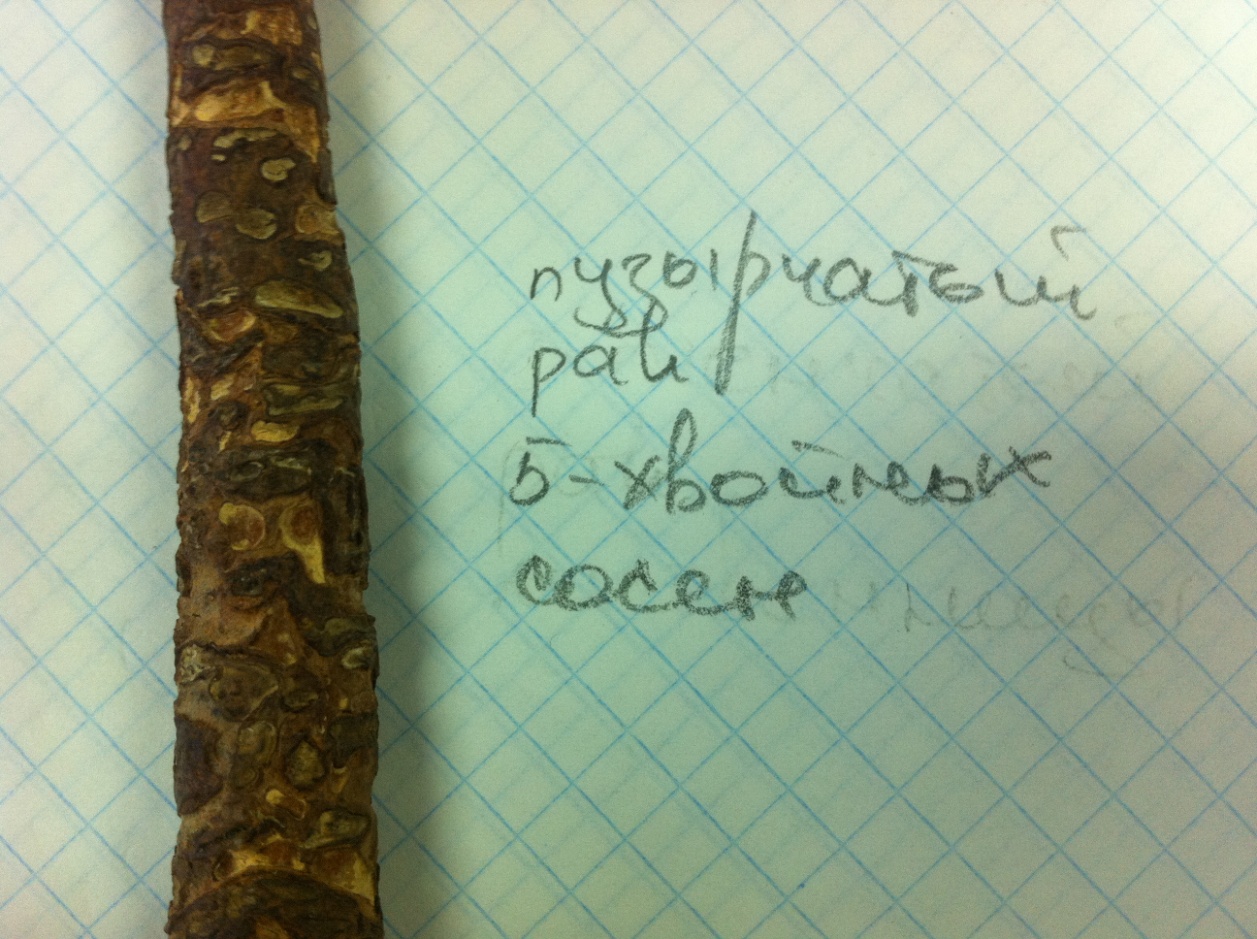 пузырчатый
рак
5-хвойных
сосен